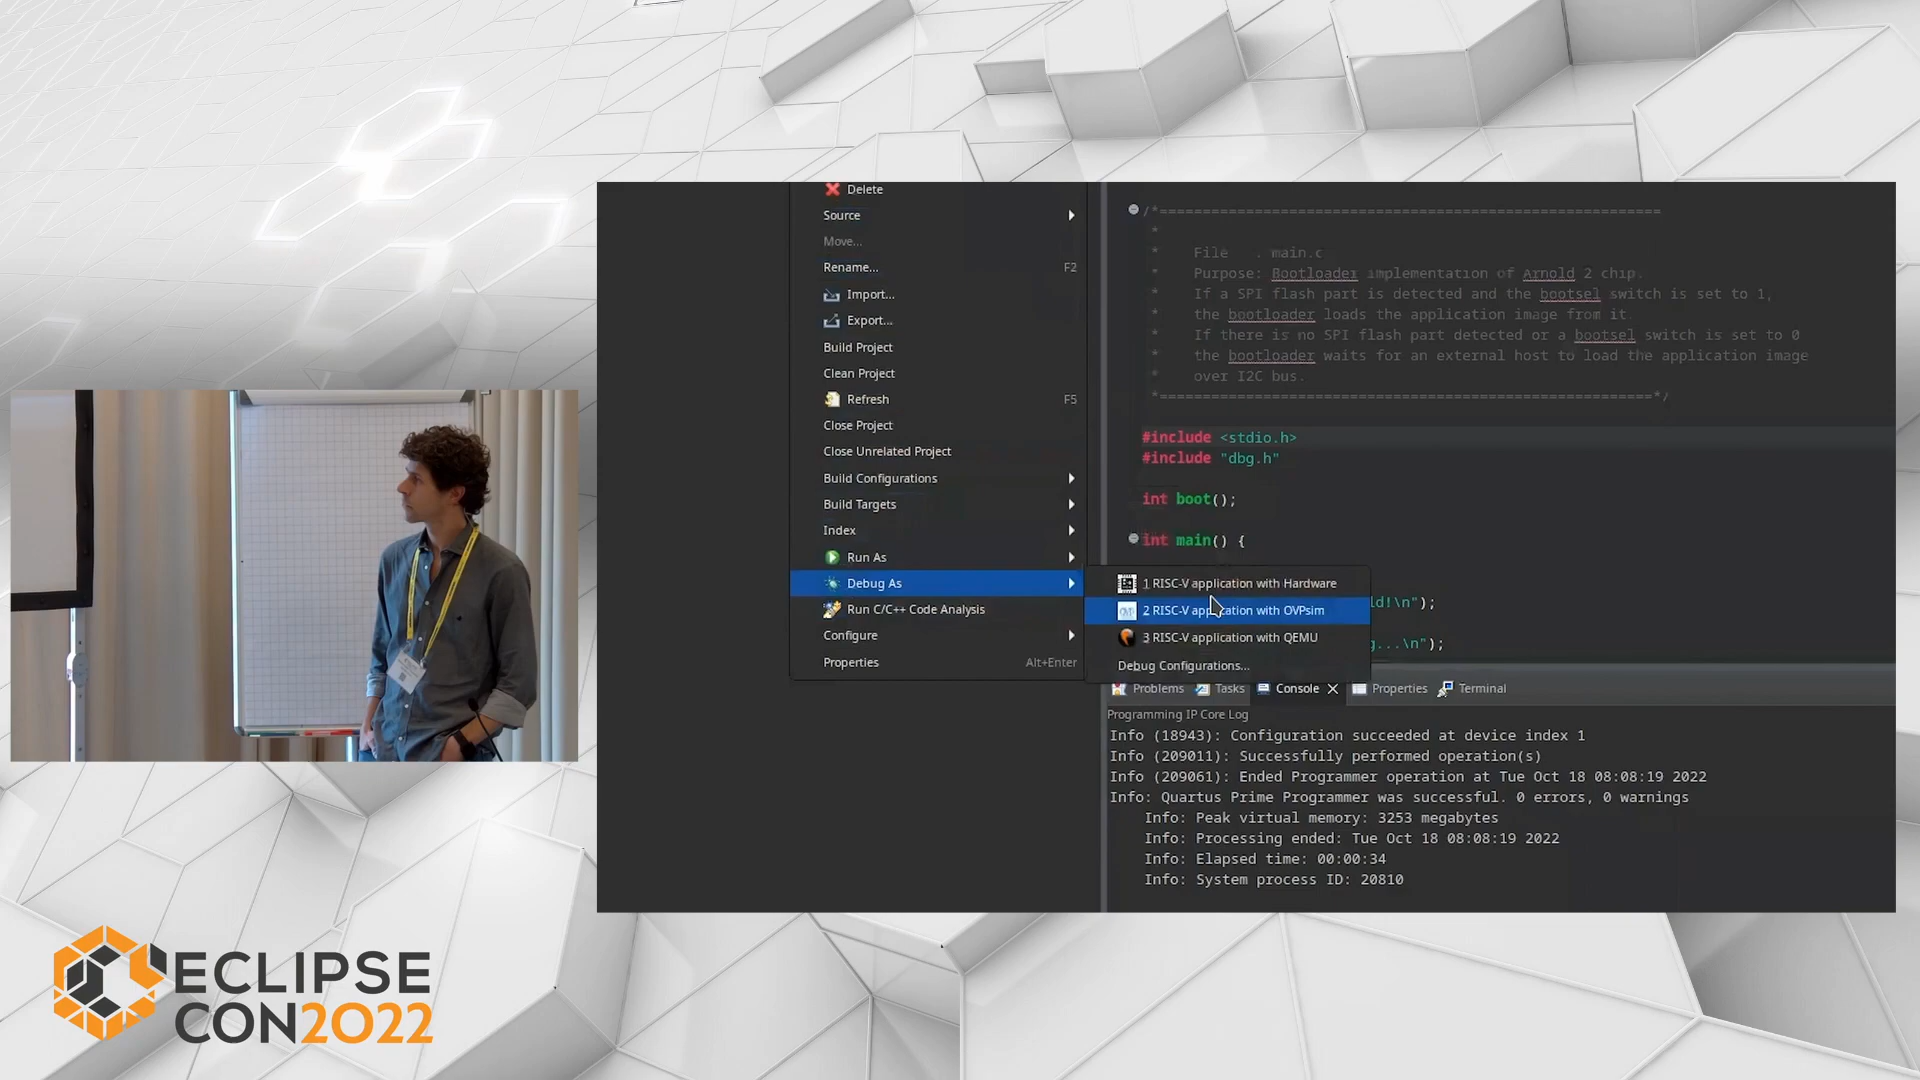 Delete
Source
Move...
Rename... F2
Import...
Export...
Build Project
Clean Project
Refresh F5
Close Project
Close Unrelated Project
Build Configurations
Build Targets
Index
Run As
Debug As
Run C/C++ Code Analysis
Configure
Properties Alt+Enter
1 RISC-V application with Hardware
2 RISC-V application with OVPsim
3 RISC-V application with QEMU
Debug Configurations...
/*==========================================================
*
* File : main.c
* Purpose: Bootloader implementation of Arnold 2 chip.
* If a SPI flash part is detected and the bootsel switch is set to 1,
* the bootloader loads the application image from it.
* If there is no SPI flash part detected or a bootsel switch is set to 0
* the bootloader waits for an external host to load the application image
* over I2C bus.
*==========================================================*/
#include <stdio.h>
#include "dbg.h"
int boot();
int main() {
ld!\n");
g...\n");
Problems Tasks Console Properties Terminal
Programming IP Core Log
Info (18943): Configuration succeeded at device index 1
Info (209011): Successfully performed operation(s)
Info (209061): Ended Programmer operation at Tue Oct 18 08:08:19 2022
Info: Quartus Prime Programmer was successful. 0 errors, 0 warnings
Info: Peak virtual memory: 3253 megabytes
Info: Processing ended: Tue Oct 18 08:08:19 2022
Info: Elapsed time: 00:00:34
Info: System process ID: 20810
ECLIPSE
CON2022